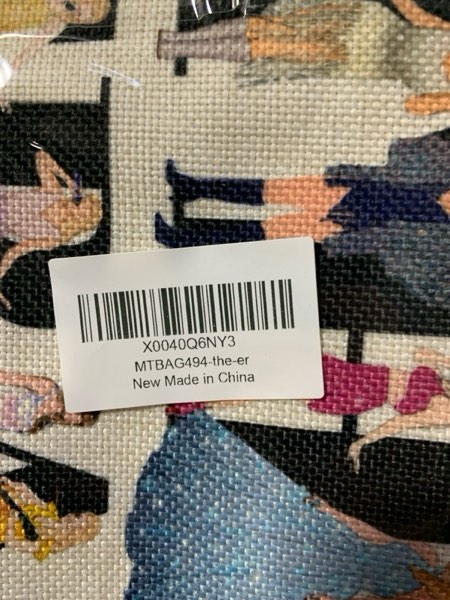 X0040Q6NY3
MTBAG494-the-er
New Made in China